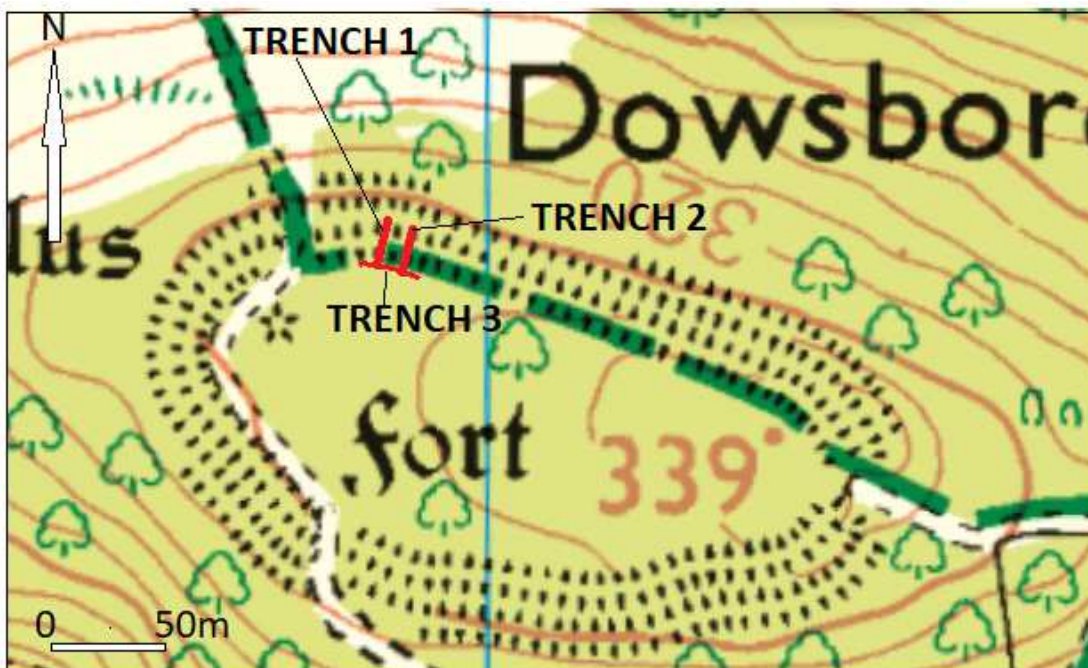 N
TRENCH 1
Dowsbor
320
lus
TRENCH 2
TRENCH 3
fort
339
0 50m